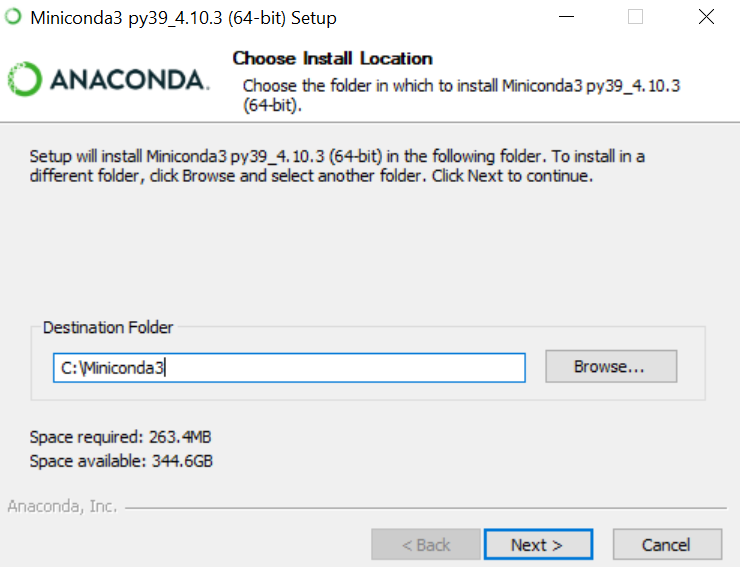 Miniconda3 py39_4.10.3 (64-bit) Setup
ANACONDA.
Choose Install Location
Choose the folder in which to install Miniconda3 py39_4.10.3
(64-bit).
Setup will install Miniconda3 py39_4.10.3 (64-bit) in the following folder. To install in a
different folder, click Browse and select another folder. Click Next to continue.
Destination Folder
C:\Miniconda3
Browse...
Space required: 263.4MB
Space available: 344.6GB
Anaconda, Inc.
< Back
Next >
Cancel